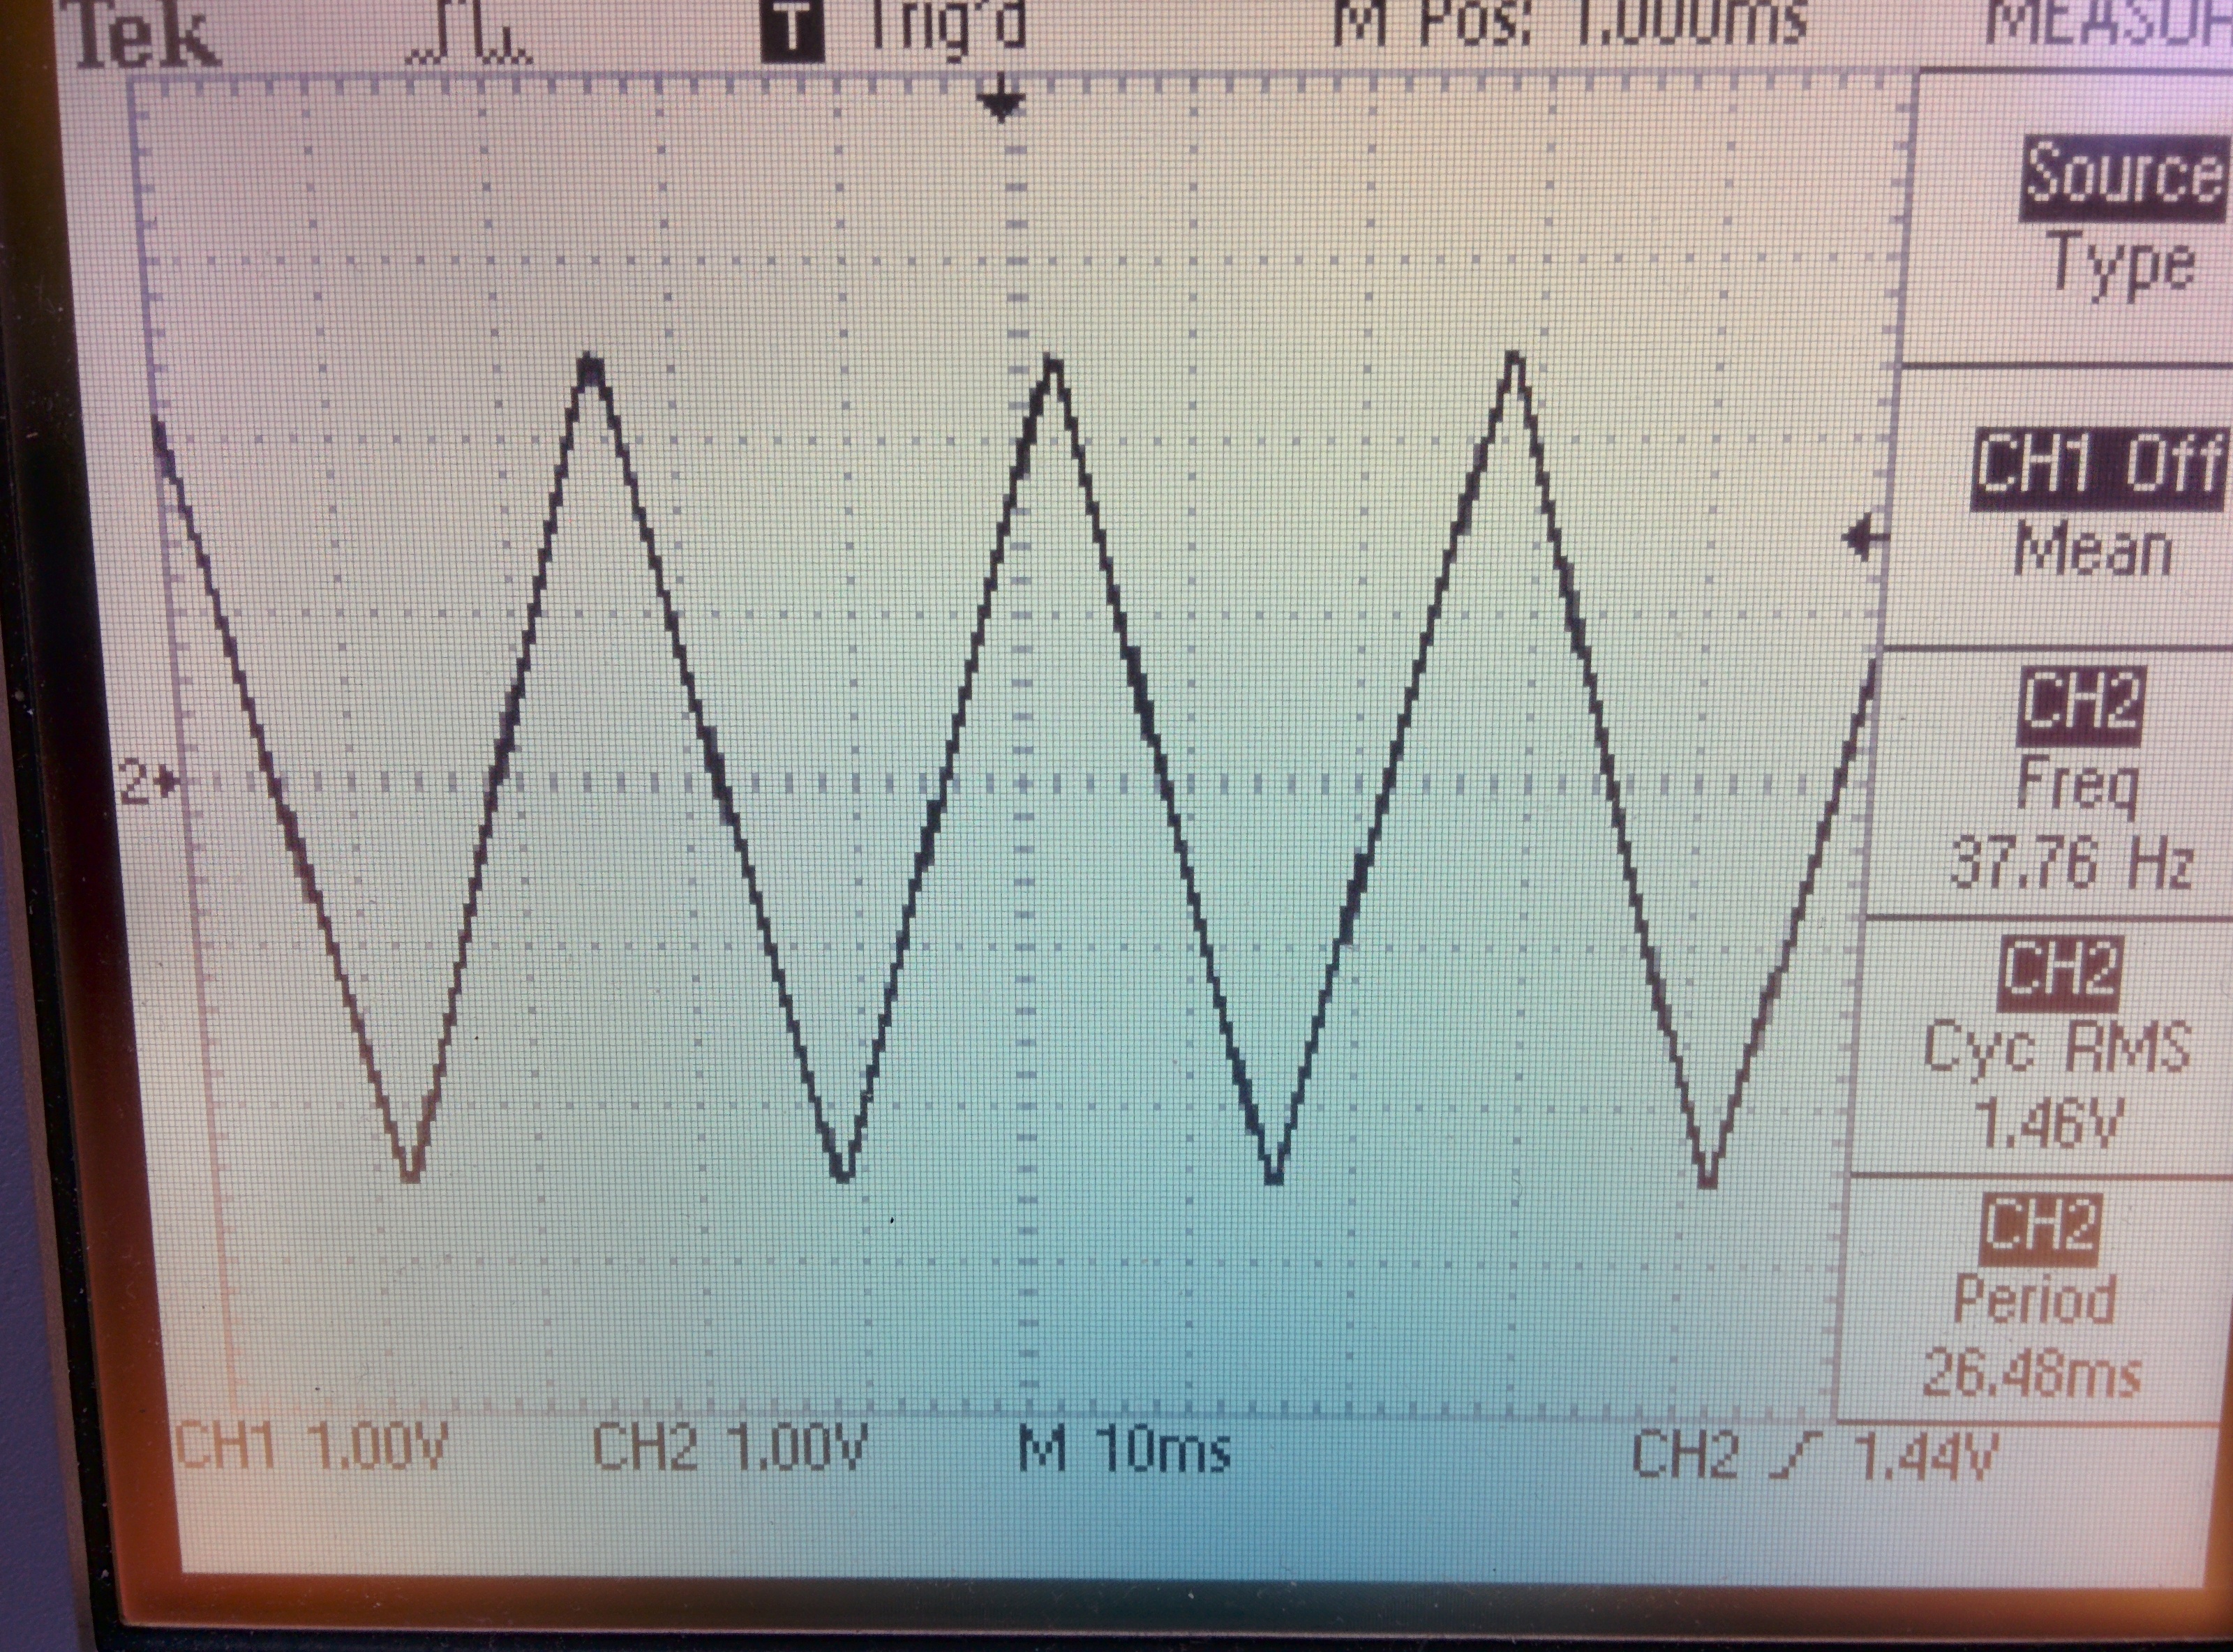 Tek T Trig'd M Pos: 1.000ms MEASUR
Source
Type
CH1 Off
Mean
2
CH2
Freq
37.76 Hz
CH2
Cyc RMS
1.46V
CH2
Period
26.48ms
CH1 1.00V CH2 1.00V M 10ms CH2 1.44V